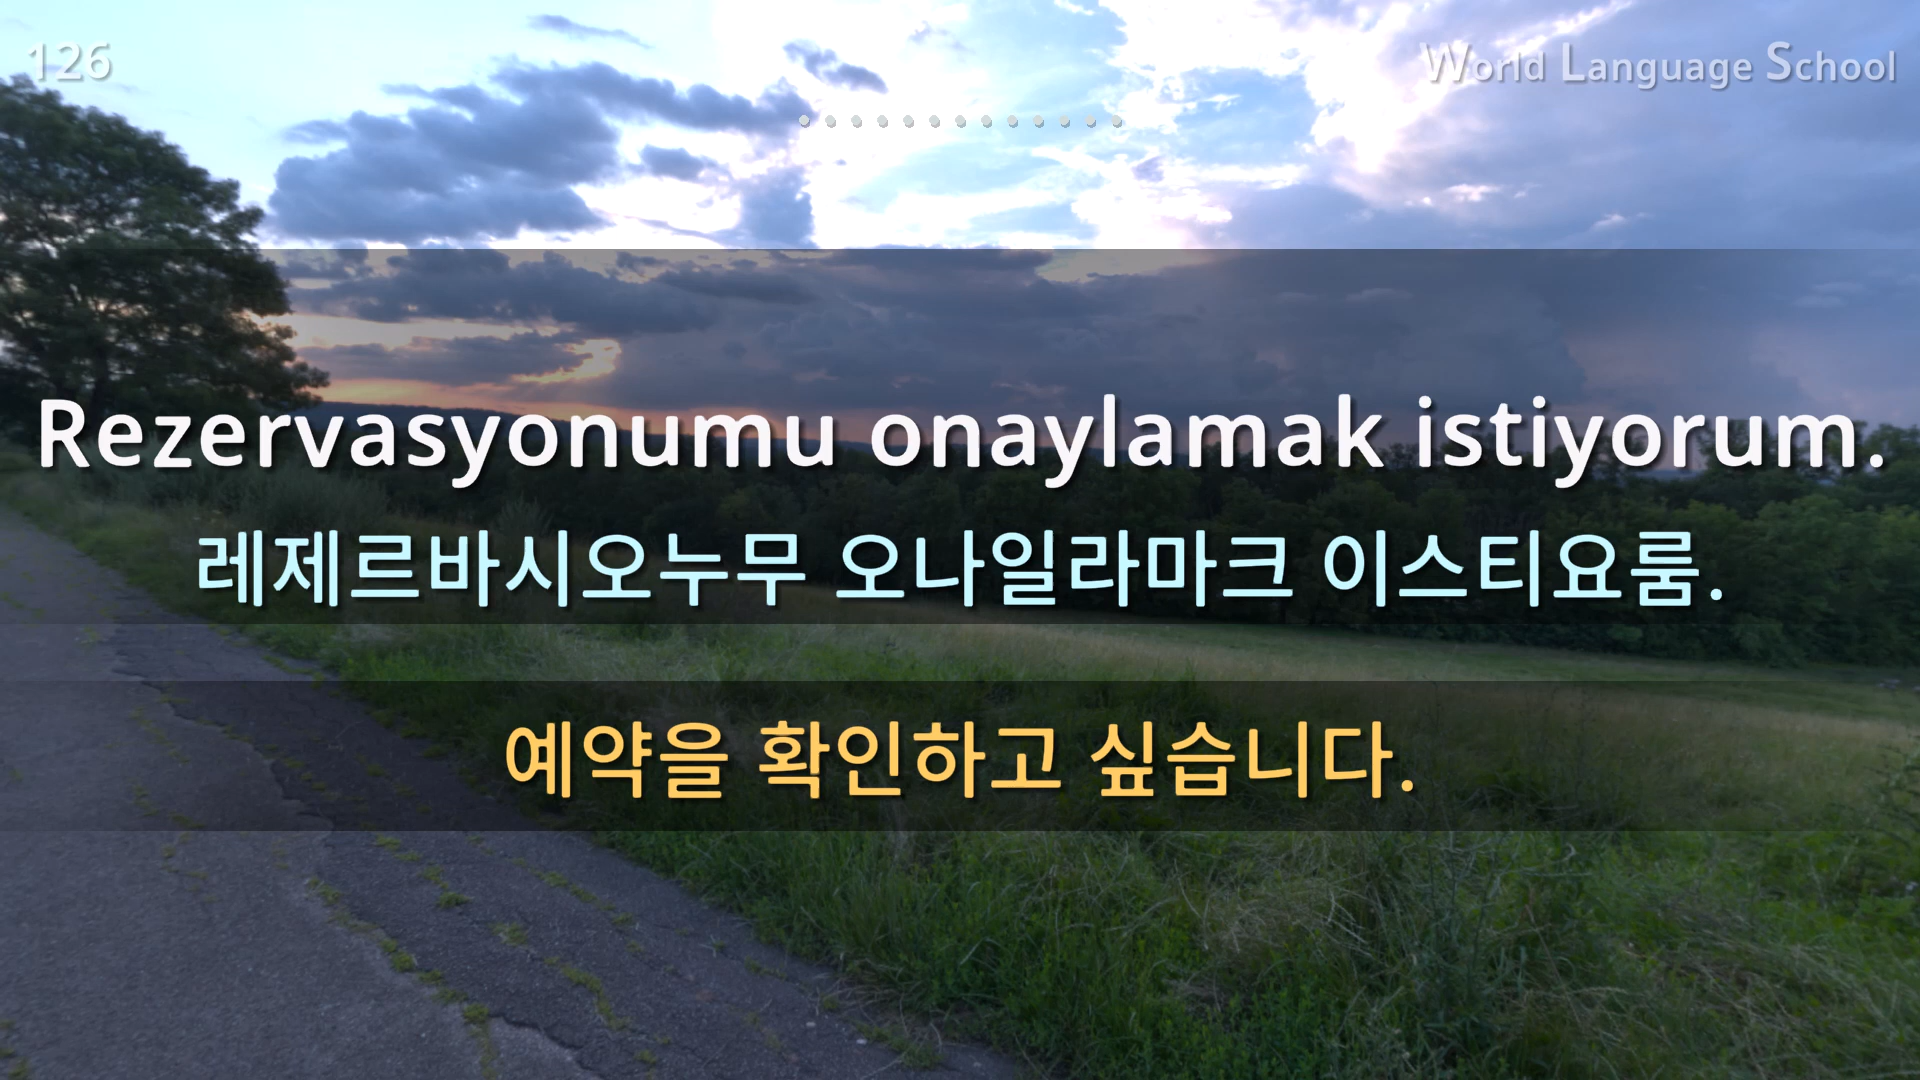 126
World Language School
Rezervasyonumu onaylamak istiyorum.
레제르바시오누무 오나일라마크 이스티요룸.
예약을 확인하고 싶습니다.